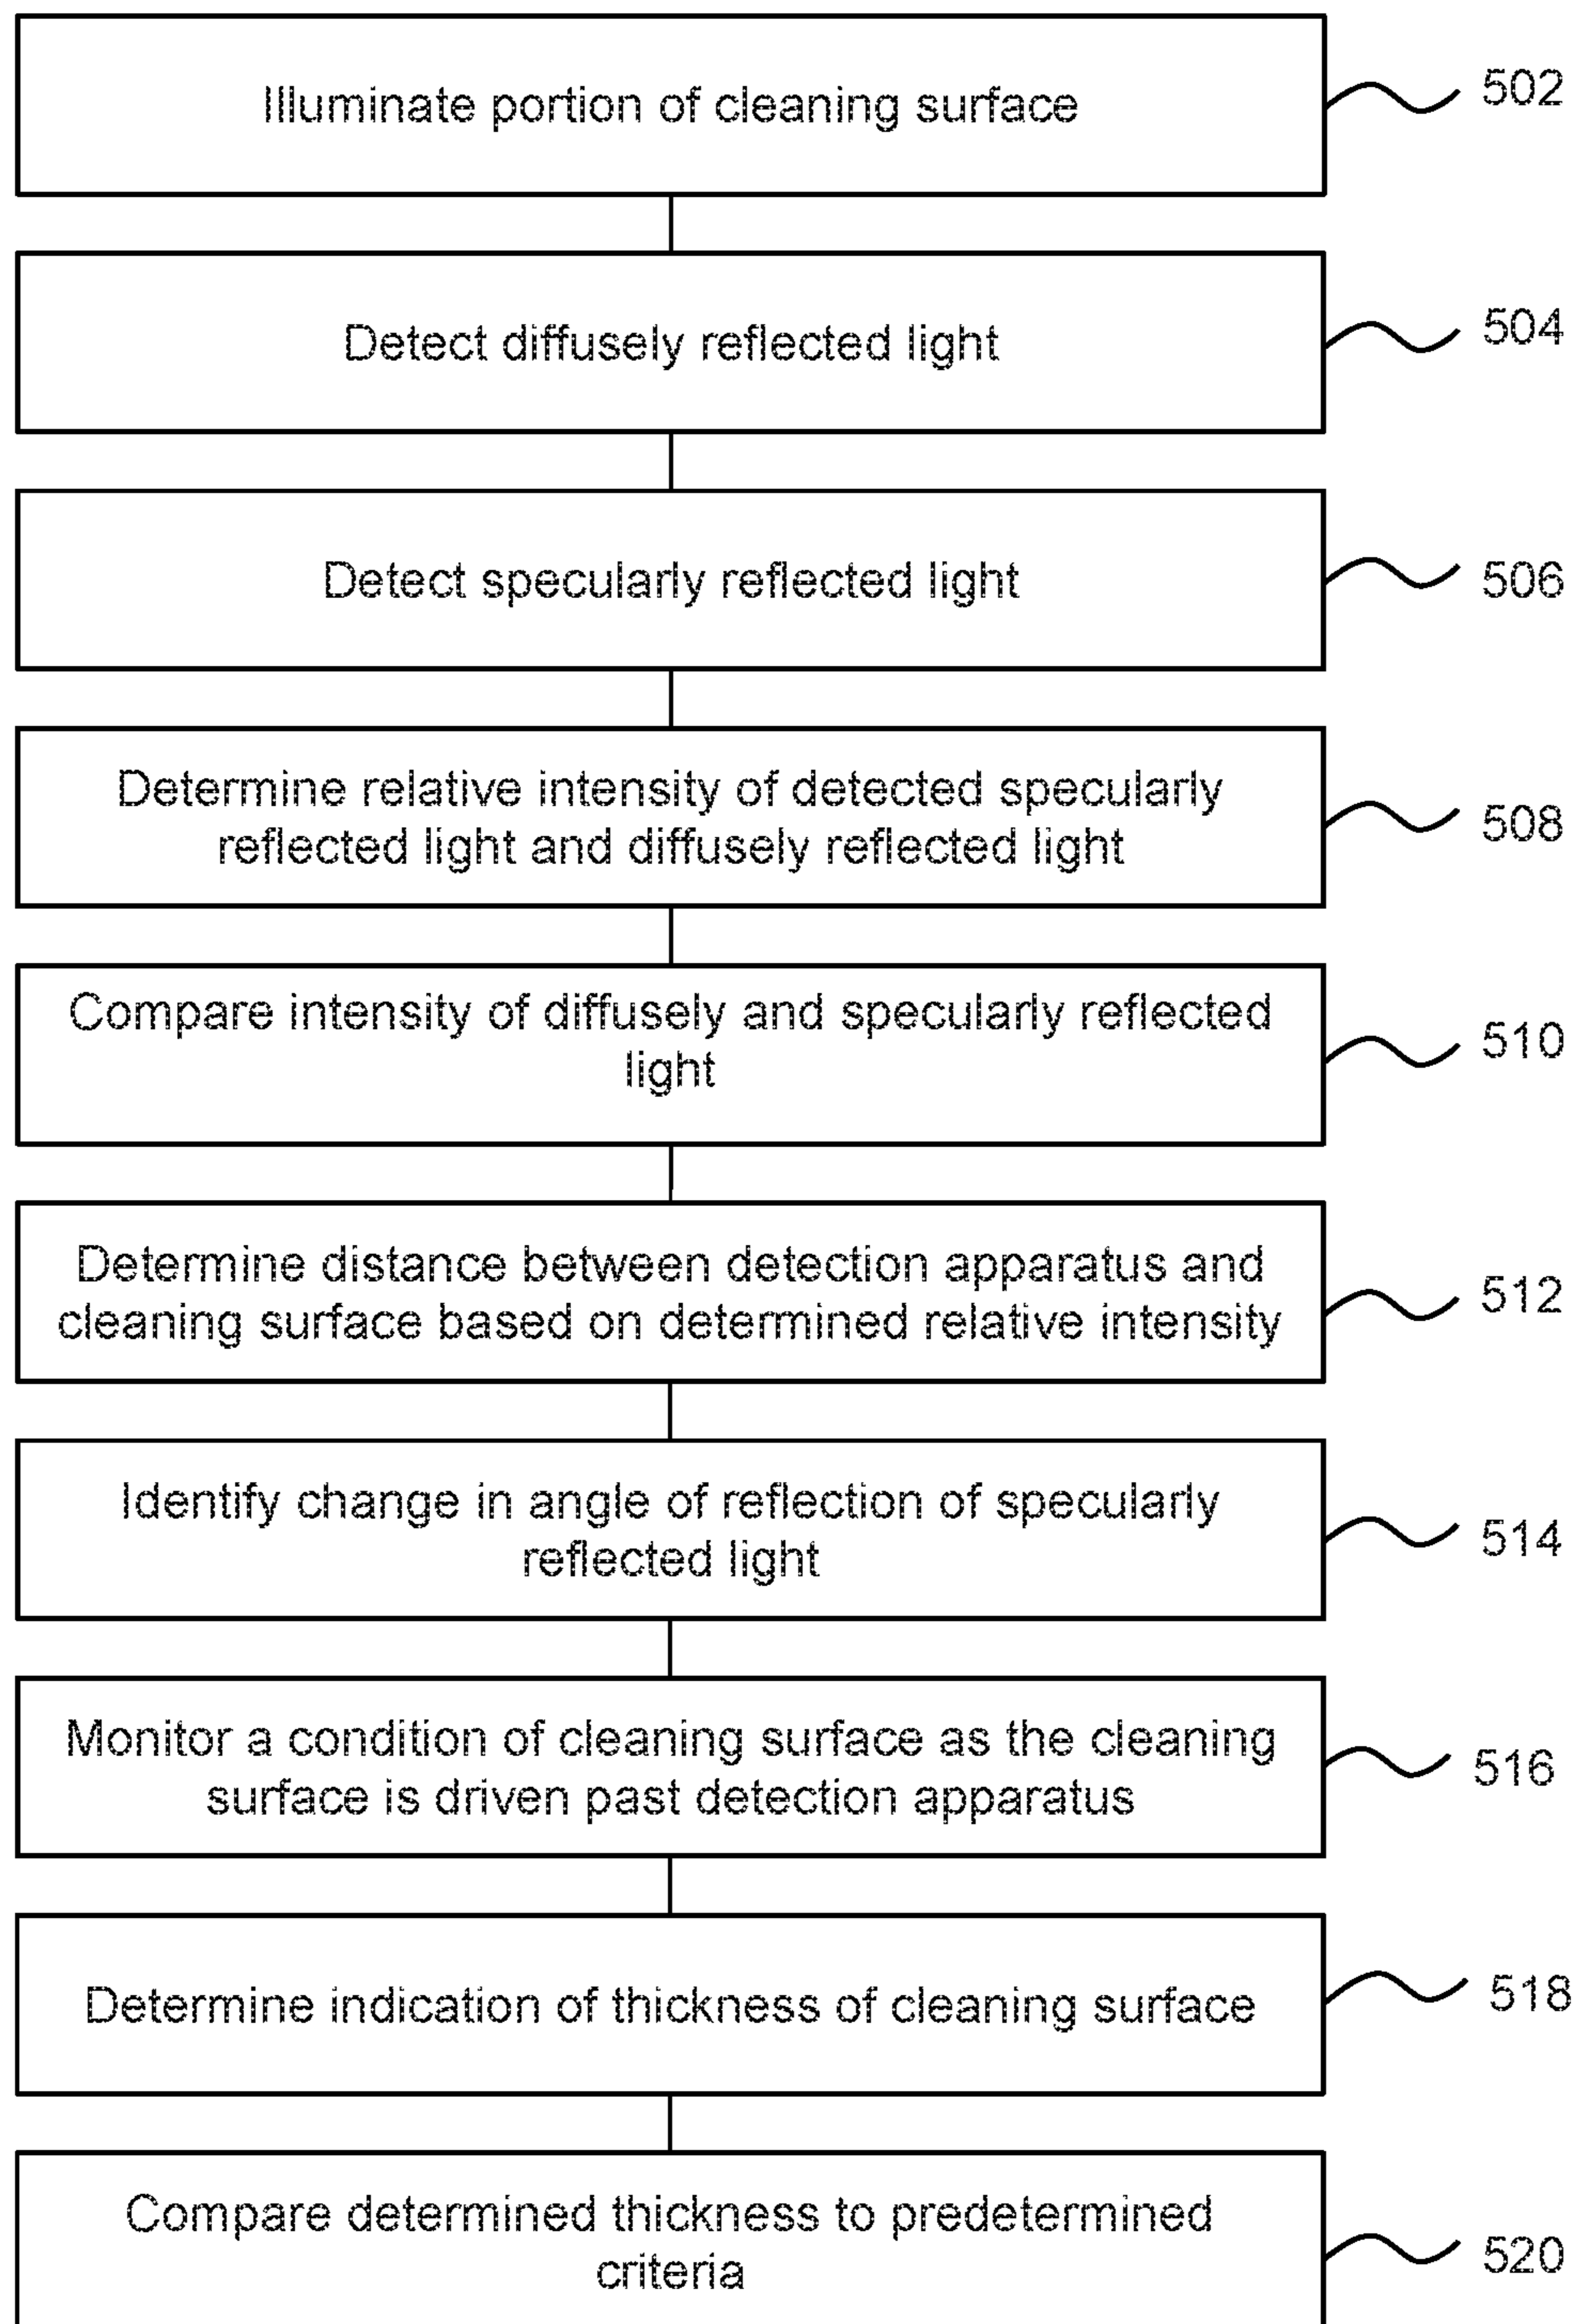 Illuminate portion of cleaning surface
502
Detect diffusely reflected light
504
Detect specularly reflected light
506
Determine relative intensity of detected specularly
reflected light and diffusely reflected light
508
Compare intensity of diffusely and specularly reflected
light
510
Determine distance between detection apparatus and
cleaning surface based on determined relative intensity
512
Identify change in angle of reflection of specularly
reflected light
514
Monitor a condition of cleaning surface as the cleaning
surface is driven past detection apparatus
516
Determine indication of thickness of cleaning surface
518
Compare determined thickness to predetermined
criteria
520